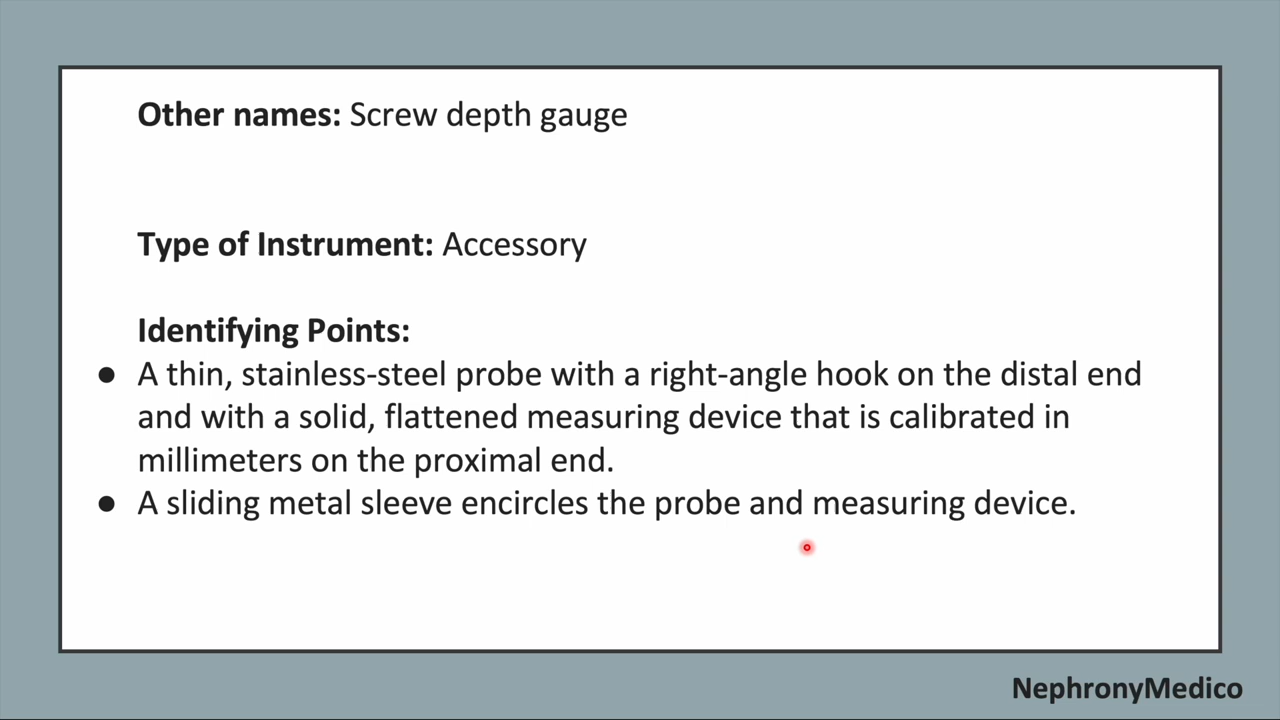 Other names: Screw depth gauge
Type of Instrument: Accessory
Identifying Points:
● A thin, stainless-steel probe with a right-angle hook on the distal end
and with a solid, flattened measuring device that is calibrated in
millimeters on the proximal end.
● A sliding metal sleeve encircles the probe and measuring device.
NephronyMedico